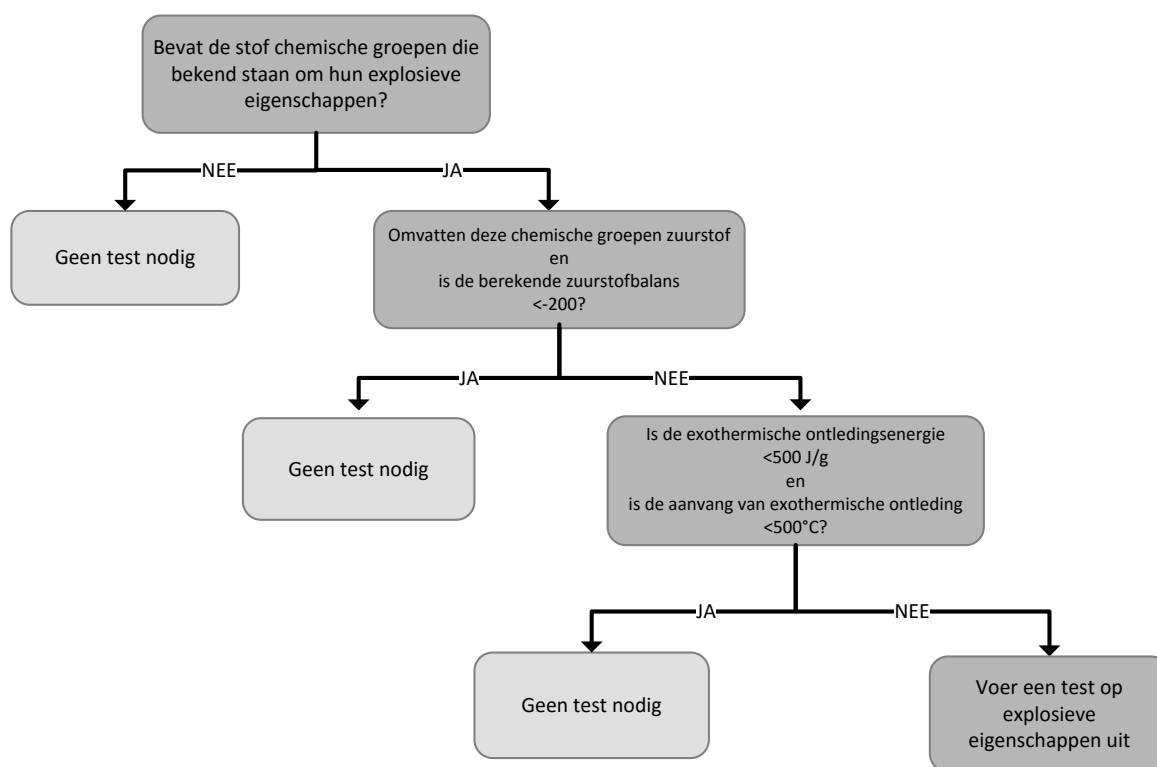 Bevat de stof chemische groepen die
bekend staan om hun explosieve
eigenschappen?
NEE
JA
Geen test nodig
Omvatten deze chemische groepen zuurstof
en
is de berekende zuurstofbalans
<-200?
JA
NEE
Geen test nodig
Is de exothermische ontledingsenergie
<500 J/g
en
is de aanvang van exothermische ontleding
<500°C?
JA
NEE
Geen test nodig
Voer een test op
explosieve
eigenschappen uit